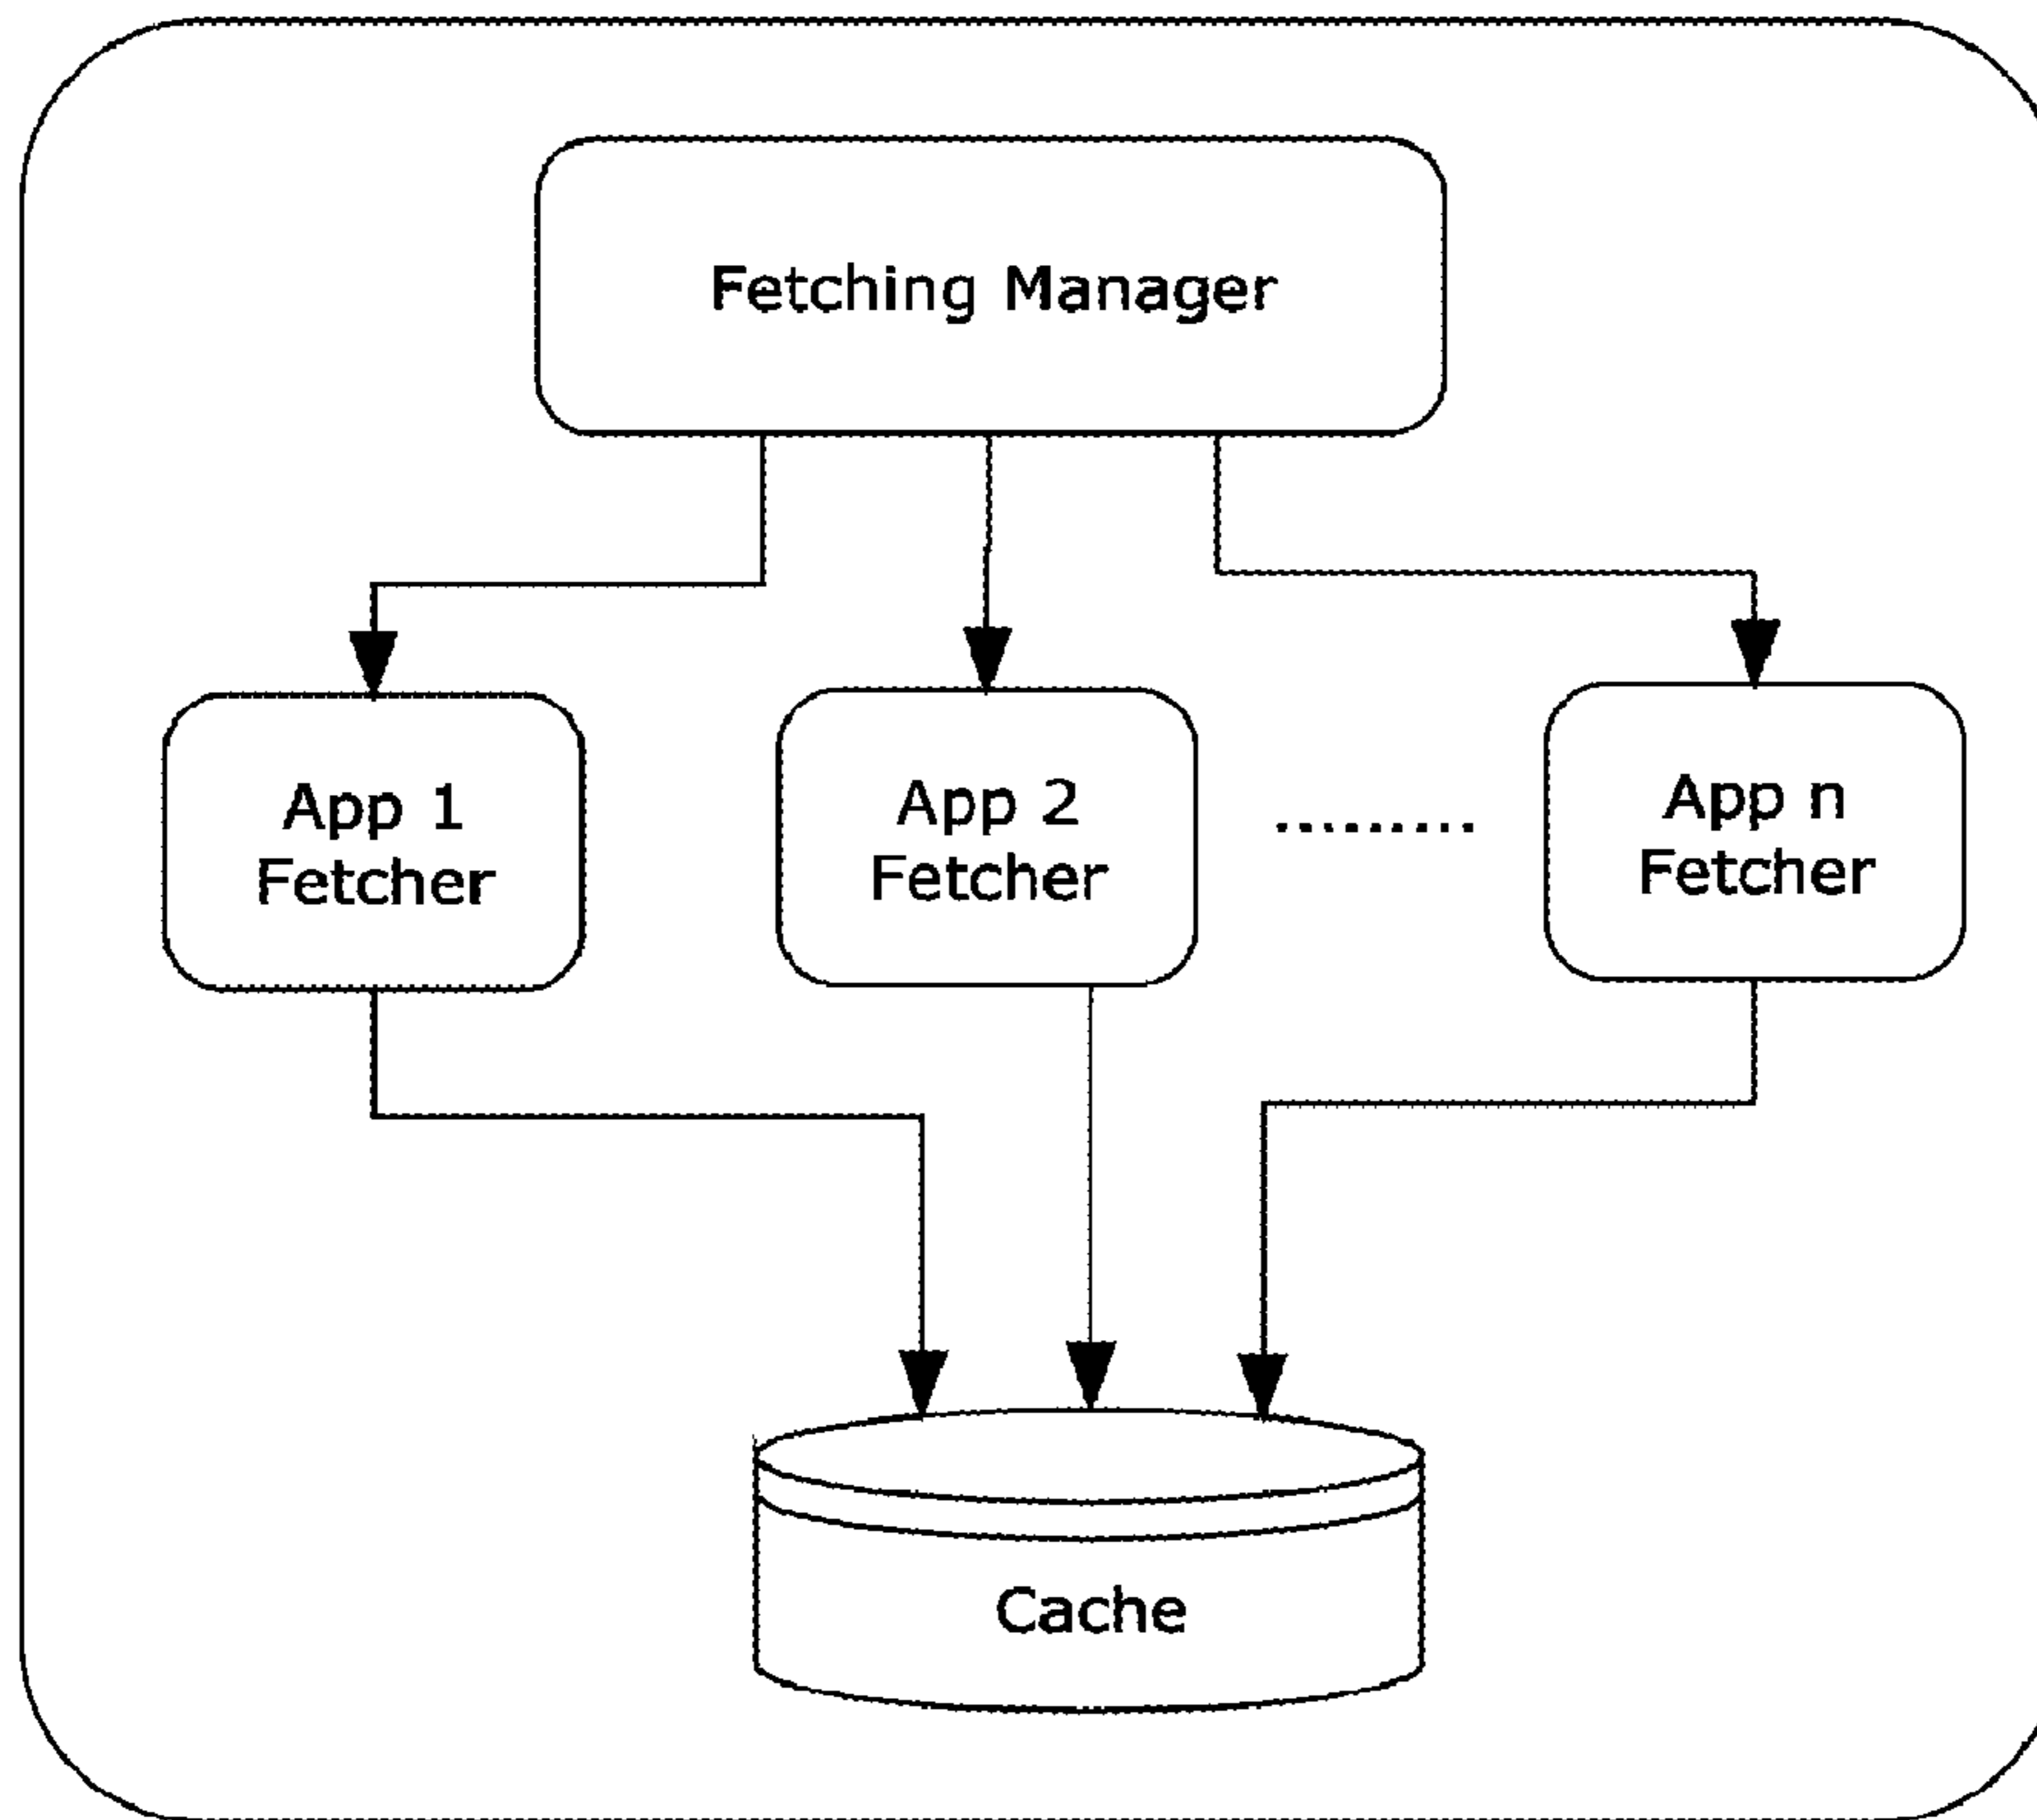 Fetching Manager
App 1
Fetcher
App 2
Fetcher
.........
App n
Fetcher
Cache